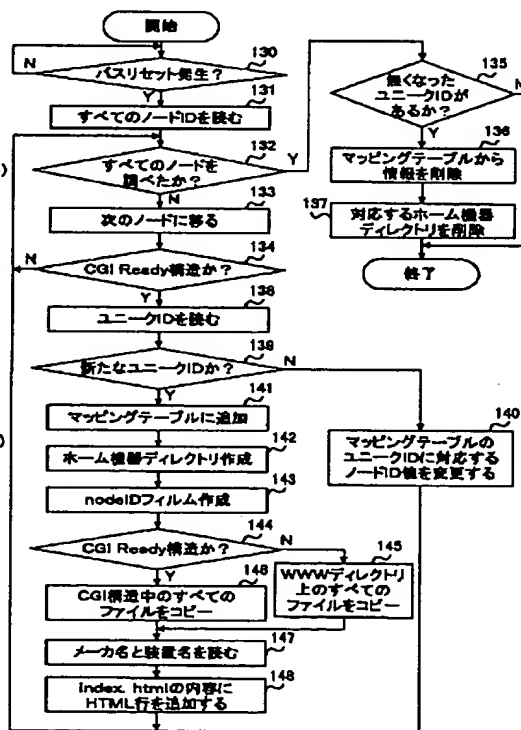 開始
130
バスリセット発生？
N
Y
131
すべてのノードIDを読む
132
すべてのノードを
調べたか？
Y
N
133
次のノードに移る
134
CGI Ready構造か？
N
Y
138
ユニークIDを読む
139
新たなユニークIDか？
N
Y
141
マッピングテーブルに追加
142
ホーム機器ディレクトリ作成
143
nodeIDフィルム作成
144
CGI Ready構造か？
N
Y
145
WWWディレクトリ
上のすべての
ファイルをコピー
146
CGI構造中のすべての
ファイルをコピー
147
メーカ名と装置名を読む
148
index. htmlの内容に
HTML行を追加する
140
マッピングテーブルの
ユニークIDに対応する
ノードID値を変更する
135
無くなった
ユニークIDが
あるか？
N
Y
136
マッピングテーブルから
情報を削除
137
対応するホーム機器
ディレクトリを削除
終了